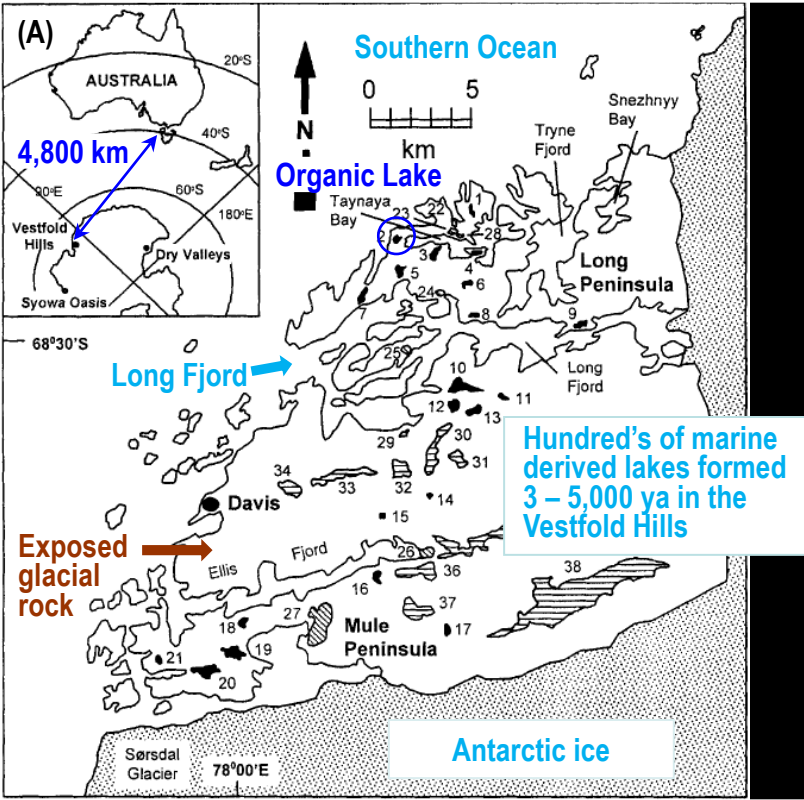 (A)
20°S
AUSTRALIA
40°S
4,800 km
90°E
60°S
180°E
Vestfold
Hills
Dry Valleys
Syowa Oasis
Southern Ocean
0 5
km
N
Snezhnyy
Bay
Tryne
Fjord
Organic Lake
Taynaya
Bay
23
22
1
2
28
3
4
5
6
7
24
8
9
Long
Peninsula
68°30'S
25
Long Fjord
Long
Fjord
10
11
12
13
29
30
31
32
33
34
14
15
Davis
Hundred's of marine
derived lakes formed
3 – 5,000 ya in the
Vestfold Hills
Exposed
glacial
rock
Ellis
Fjord
26
16
36
38
37
27
18
17
Mule
Peninsula
19
21
20
Sørsdal
Glacier
78°00'E
Antarctic ice